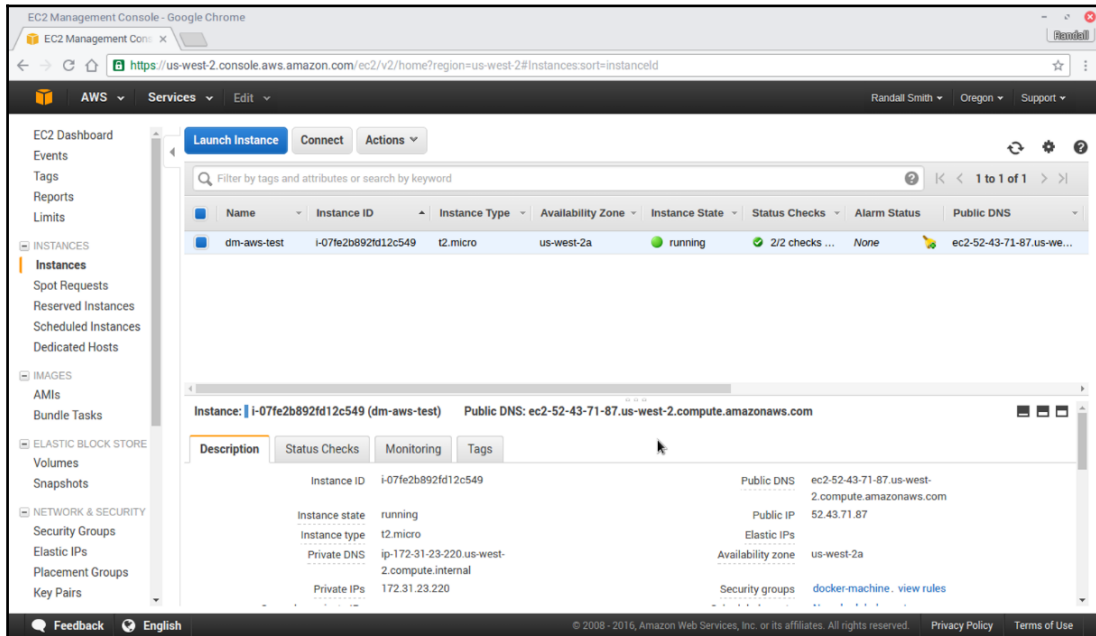 EC2 Management Console - Google Chrome
EC2 Management Cons
Randall
https://us-west-2.console.aws.amazon.com/ec2/v2/home?region=us-west-2#Instances:sort=instanceId
AWS Services Edit Randall Smith Oregon Support
EC2 Dashboard
Events
Tags
Reports
Limits
INSTANCES
Instances
Spot Requests
Reserved Instances
Scheduled Instances
Dedicated Hosts
IMAGES
AMIs
Bundle Tasks
ELASTIC BLOCK STORE
Volumes
Snapshots
NETWORK & SECURITY
Security Groups
Elastic IPs
Placement Groups
Key Pairs
Launch Instance Connect Actions
Filter by tags and attributes or search by keyword 1 to 1 of 1
Name Instance ID Instance Type Availability Zone Instance State Status Checks Alarm Status Public DNS
dm-aws-test i-07fe2b892fd12c549 t2.micro us-west-2a running 2/2 checks ... None ec2-52-43-71-87.us-we...
Instance: i-07fe2b892fd12c549 (dm-aws-test) Public DNS: ec2-52-43-71-87.us-west-2.compute.amazonaws.com
Description Status Checks Monitoring Tags
Instance ID i-07fe2b892fd12c549 Public DNS ec2-52-43-71-87.us-west-
2.compute.amazonaws.com
Instance state running Public IP 52.43.71.87
Instance type t2.micro Elastic IPs
Private DNS ip-172-31-23-220.us-west- Availability zone us-west-2a
2.compute.internal
Private IPs 172.31.23.220 Security groups docker-machine. view rules
Feedback English © 2008 - 2016, Amazon Web Services, Inc. or its affiliates. All rights reserved. Privacy Policy Terms of Use